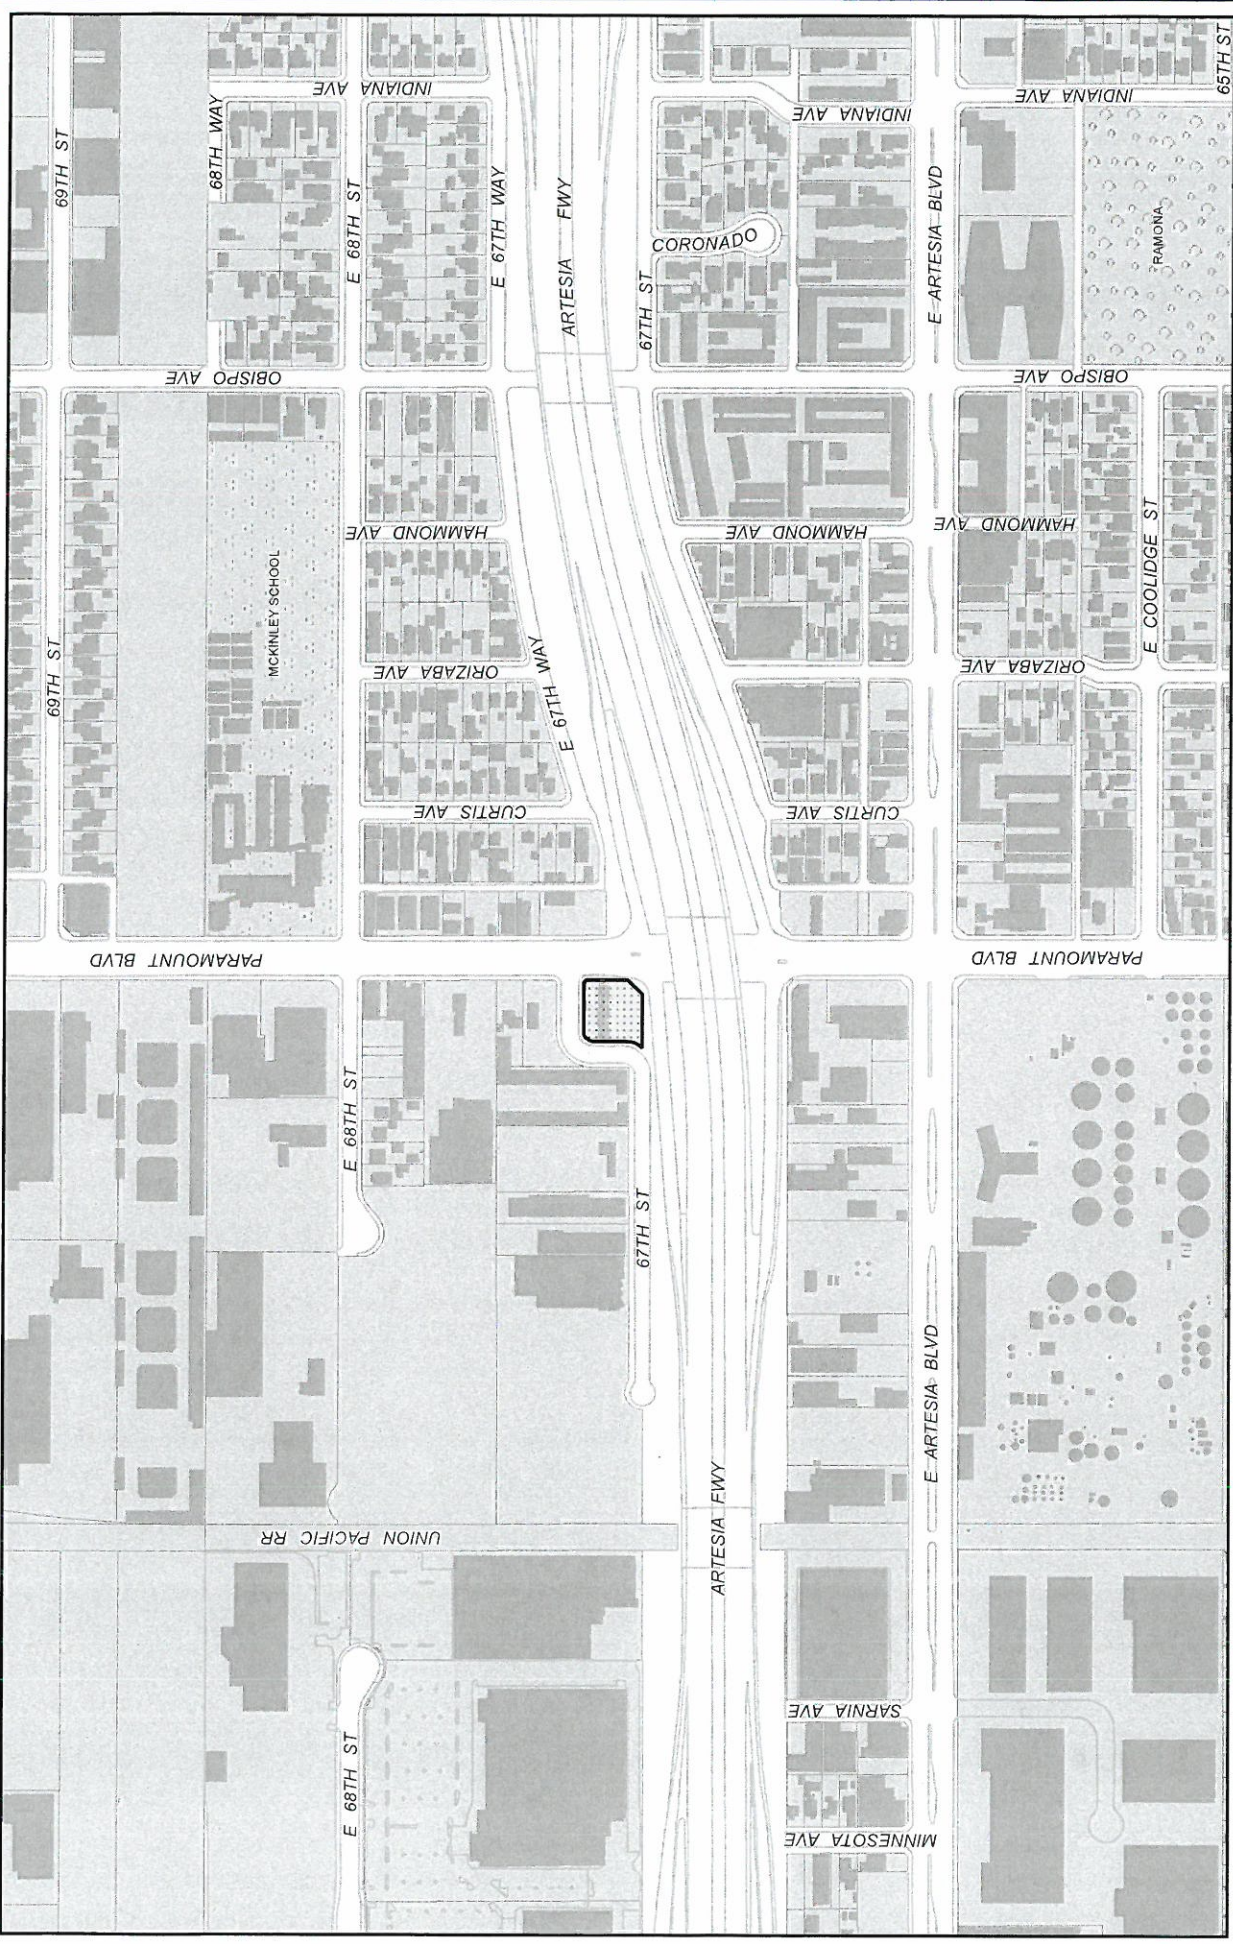 65TH ST
INDIANA AVE
INDIANA AVE
INDIANA AVE
69TH ST
68TH WAY
E 68TH ST
E 67TH WAY
ARTESIA FWY
CORONADO
67TH ST
E ARTESIA BLVD
RAMONA
OBISPO AVE
OBISPO AVE
HAMMOND AVE
HAMMOND AVE
HAMMOND AVE
E COOLIDGE ST
MCKINLEY SCHOOL
69TH ST
ORIZABA AVE
ORIZABA AVE
E 67TH WAY
CURTIS AVE
CURTIS AVE
PARAMOUNT BLVD
PARAMOUNT BLVD
E 68TH ST
67TH ST
E ARTESIA BLVD
ARTESIA FWY
UNION PACIFIC RR
SARNIA AVE
E 68TH ST
MINNESOTA AVE